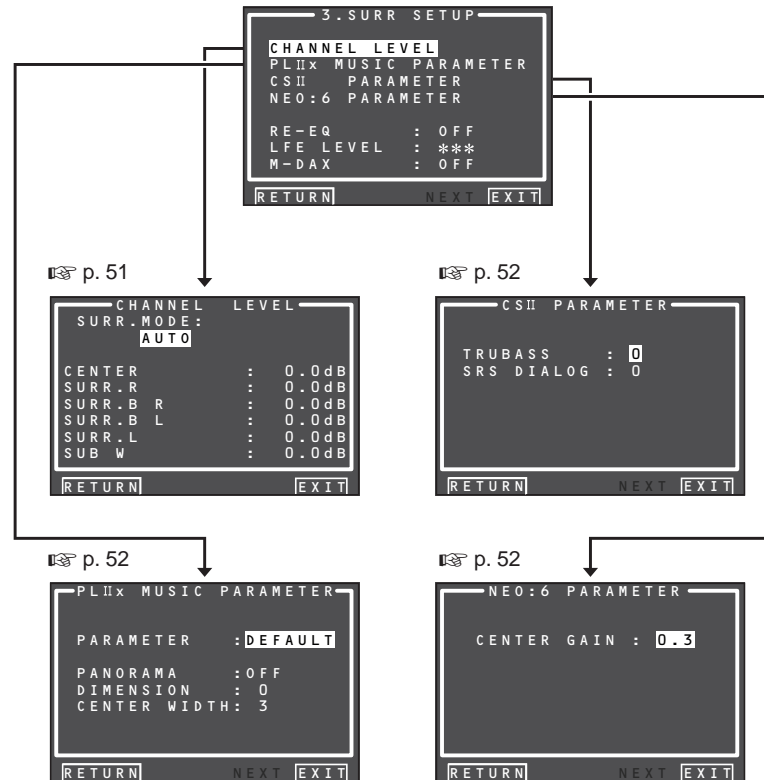 3.SURR SETUP
CHANNEL LEVEL
PLIIx MUSIC PARAMETER
CSII PARAMETER
NEO:6 PARAMETER
RE-EQ : OFF
LFE LEVEL : ***
M-DAX : OFF
RETURN NEXT EXIT
☞ p. 51
CHANNEL LEVEL
SURR.MODE:
AUTO
CENTER : 0.0dB
SURR.R : 0.0dB
SURR.B R : 0.0dB
SURR.B L : 0.0dB
SURR.L : 0.0dB
SUB W : 0.0dB
RETURN EXIT
☞ p. 52
CSII PARAMETER
TRUBASS : 0
SRS DIALOG : 0
RETURN NEXT EXIT
☞ p. 52
PLIIx MUSIC PARAMETER
PARAMETER :DEFAULT
PANORAMA :OFF
DIMENSION : 0
CENTER WIDTH: 3
RETURN NEXT EXIT
☞ p. 52
NEO:6 PARAMETER
CENTER GAIN : 0.3
RETURN NEXT EXIT